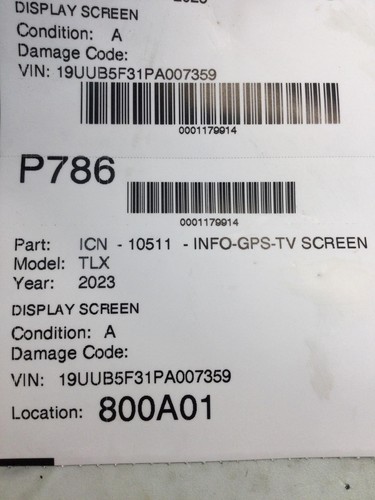 DISPLAY SCREEN
Condition: A
Damage Code:
VIN: 19UUB5F31PA007359
0001179914
P786
0001179914
Part: ICN - 10511 - INFO-GPS-TV SCREEN
Model: TLX
Year: 2023
DISPLAY SCREEN
Condition: A
Damage Code:
VIN: 19UUB5F31PA007359
Location: 800A01